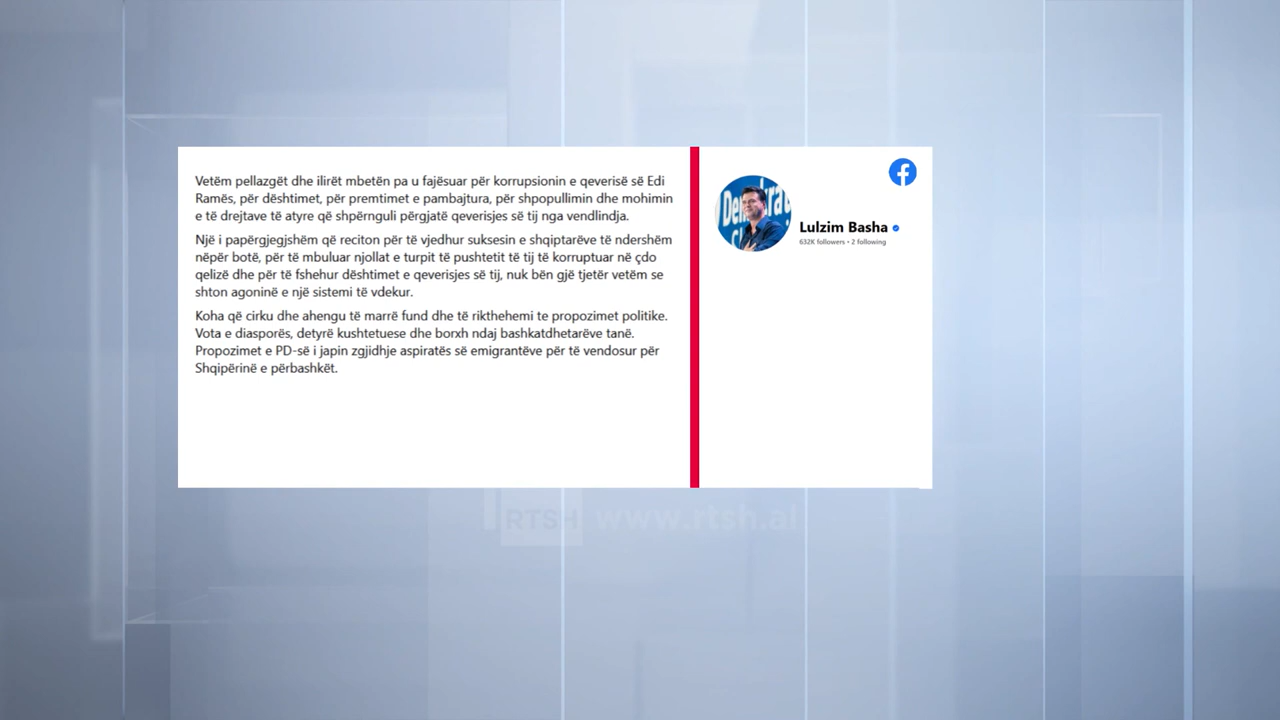 Vetëm pellazgët dhe ilirët mbetën pa u fajësuar për korrupsionin e qeverisë së Edi
Ramës, për dështimet, për premtimet e pambajtura, për shpopullimin dhe mohimin
e të drejtave të atyre që shpërnguli përgjatë qeverisjes së tij nga vendlindja.
Një i papërgjegjshëm që reciton për të vjedhur suksesin e shqiptarëve të ndershëm
nëpër botë, për të mbuluar njollat e turpit të pushtetit të tij të korruptuar në çdo
qelizë dhe për të fshehur dështimet e qeverisjes së tij, nuk bën gjë tjetër vetëm se
shton agoninë e një sistemi të vdekur.
Koha që cirku dhe ahengu të marrë fund dhe të rikthehemi te propozimet politike.
Vota e diasporës, detyrë kushtetuese dhe borxh ndaj bashkatdhetarëve tanë.
Propozimet e PD-së i japin zgjidhje aspiratës së emigrantëve për të vendosur për
Shqipërinë e përbashkët.
Lulzim Basha
632K followers • 2 following
RTSH www.rtsh.al